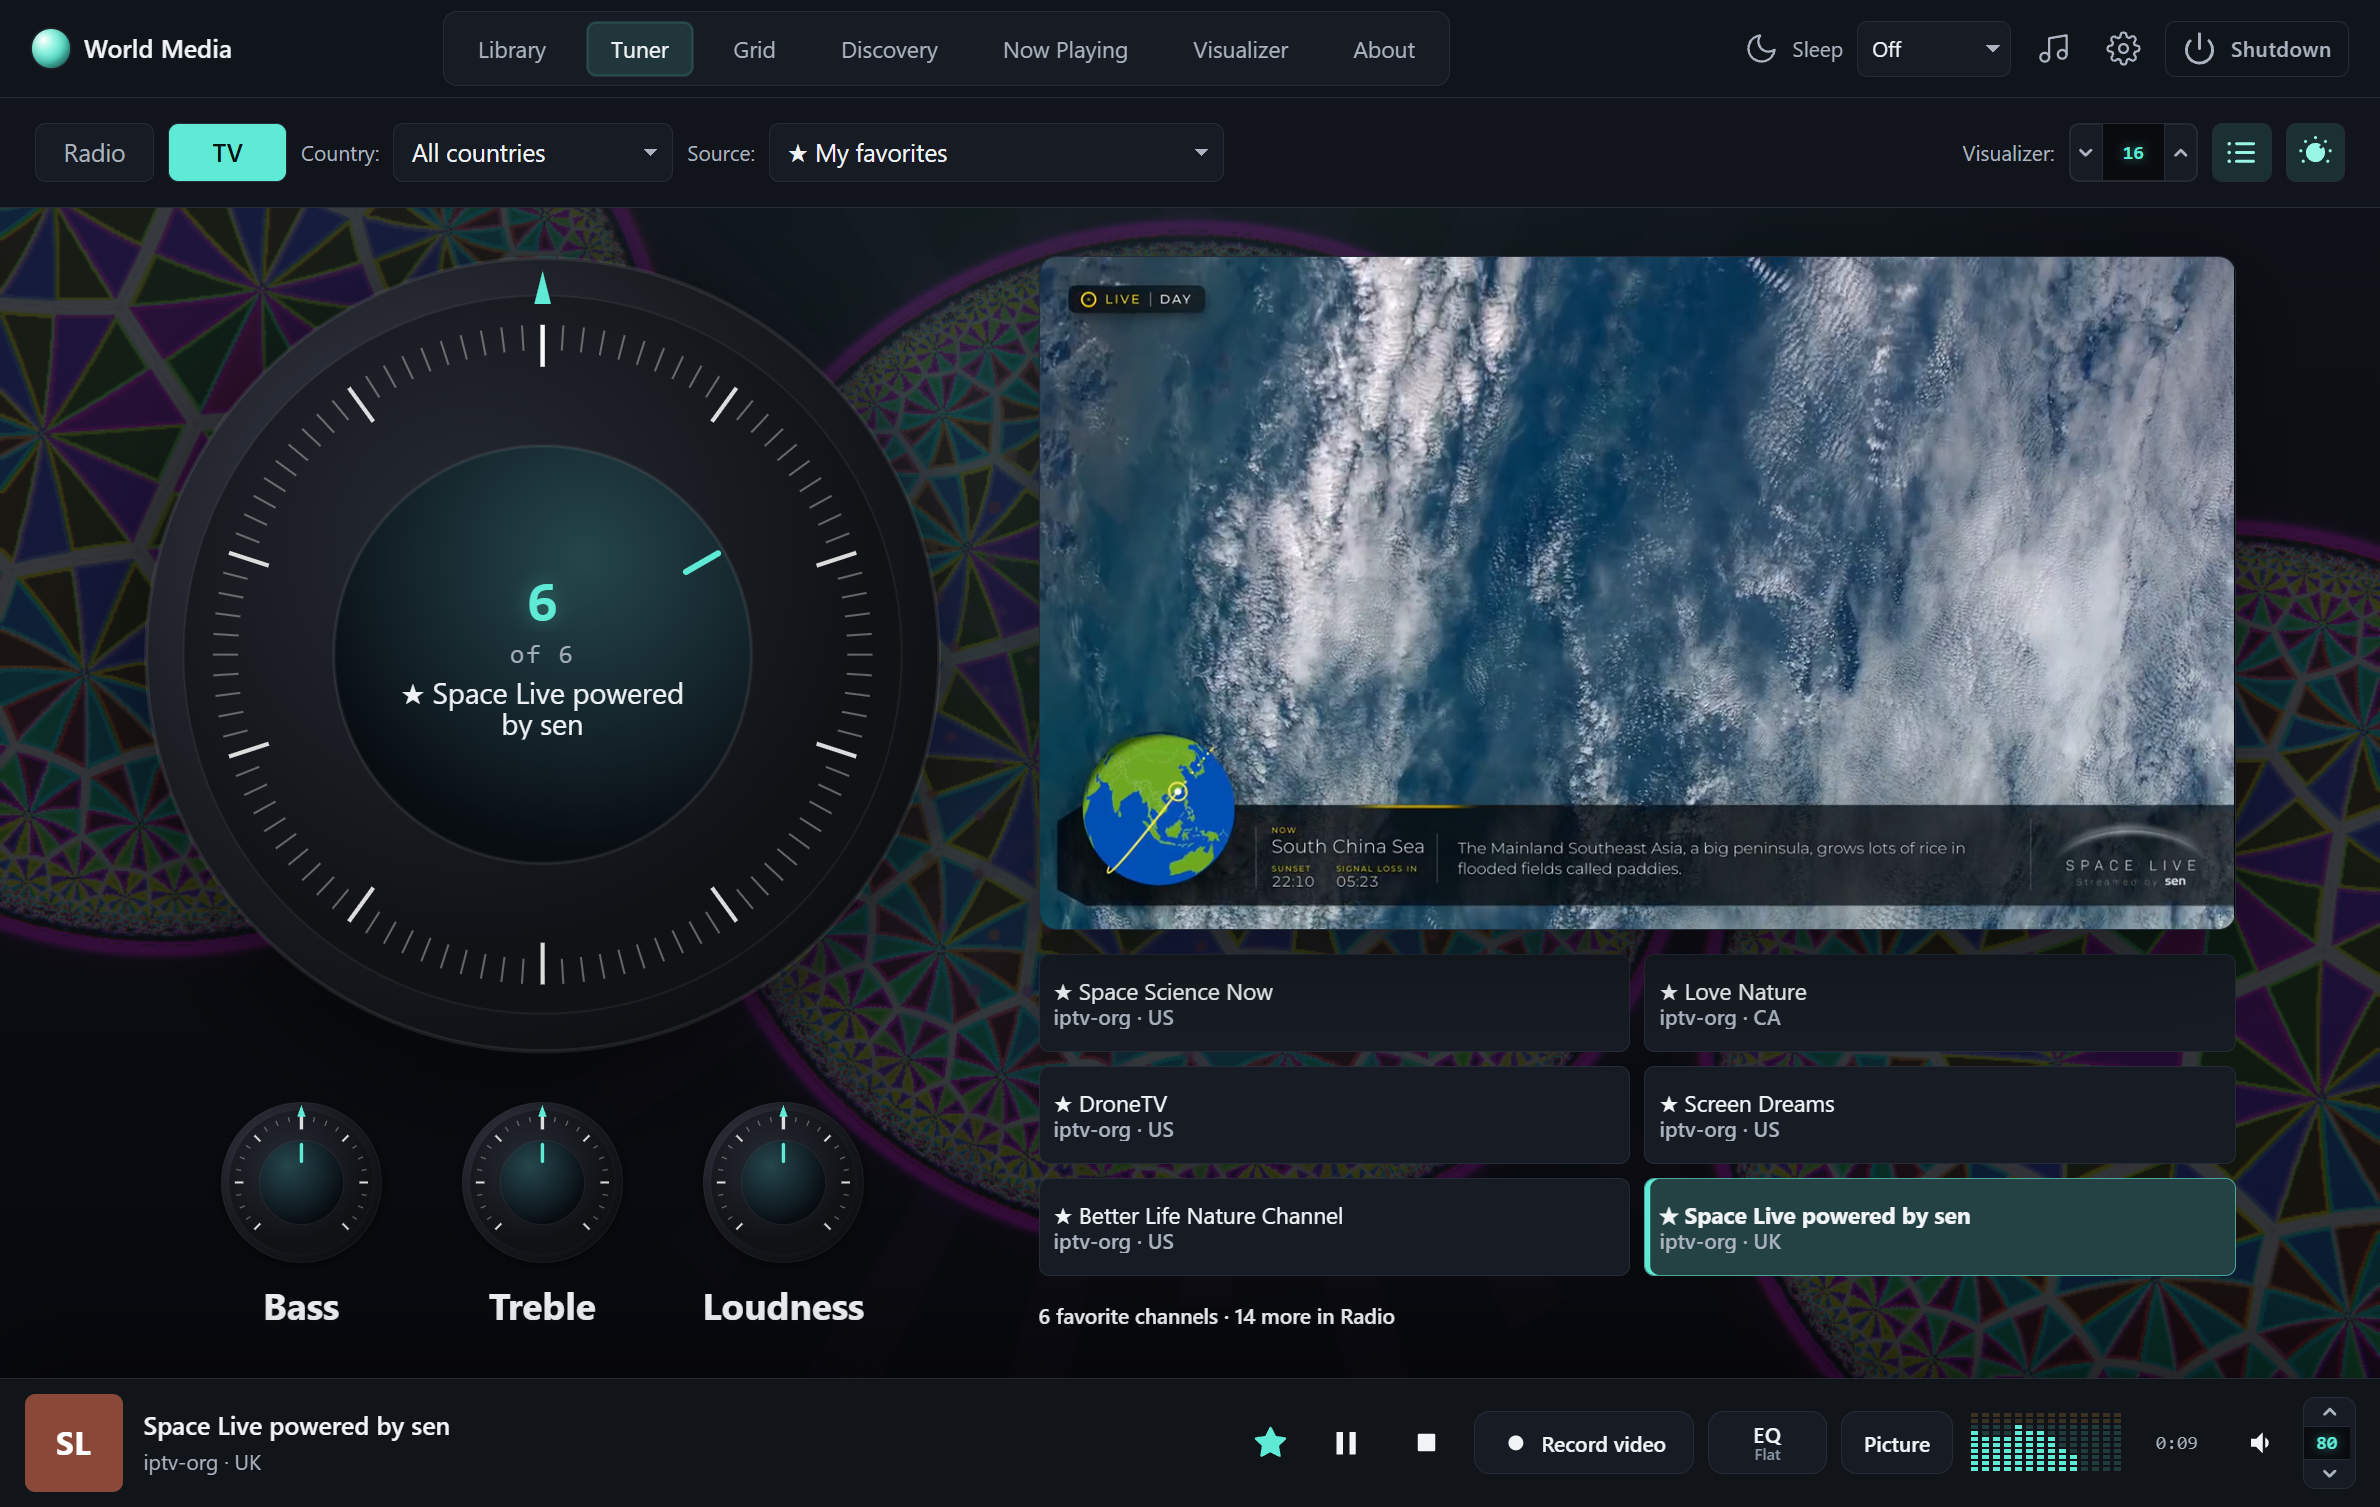 World Media
Library
Tuner
Grid
Discovery
Now Playing
Visualizer
About
Sleep
Off
Shutdown
Radio
TV
Country:
All countries
Source:
★ My favorites
Visualizer:
16
6
of 6
★ Space Live powered
by sen
Bass
Treble
Loudness
LIVE | DAY
NOW
South China Sea
SUNSET
22:10
SIGNAL LOSS IN
05:23
The Mainland Southeast Asia, a big peninsula, grows lots of rice in
flooded fields called paddies.
SPACE LIVE
Streamed by sen
★ Space Science Now
iptv-org · US
★ Love Nature
iptv-org · CA
★ DroneTV
iptv-org · US
★ Screen Dreams
iptv-org · US
★ Better Life Nature Channel
iptv-org · US
★ Space Live powered by sen
iptv-org · UK
6 favorite channels · 14 more in Radio
SL
Space Live powered by sen
iptv-org · UK
Record video
EQ
Flat
Picture
0:09
80